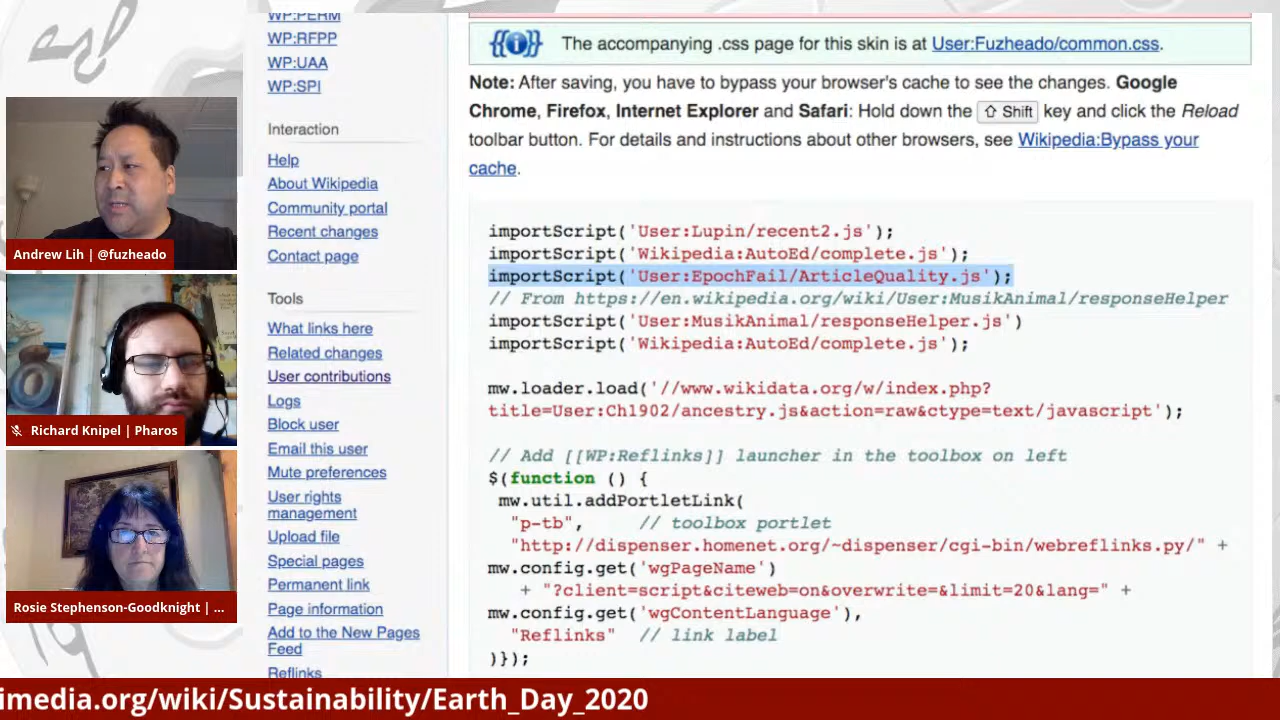 Andrew Lih | @fuzheado
Richard Knipel | Pharos
Rosie Stephenson-Goodknight | ...
WP:PERM
WP:RFPP
WP:UAA
WP:SPI
Interaction
Help
About Wikipedia
Community portal
Recent changes
Contact page
Tools
What links here
Related changes
User contributions
Logs
Block user
Email this user
Mute preferences
User rights
management
Upload file
Special pages
Permanent link
Page information
Add to the New Pages
Feed
Reflinks
The accompanying .css page for this skin is at User:Fuzheado/common.css.
Note: After saving, you have to bypass your browser's cache to see the changes. Google
Chrome, Firefox, Internet Explorer and Safari: Hold down the ⇧ Shift key and click the Reload
toolbar button. For details and instructions about other browsers, see Wikipedia:Bypass your
cache.
importScript('User:Lupin/recent2.js');
importScript('Wikipedia:AutoEd/complete.js');
importScript('User:EpochFail/ArticleQuality.js');
// From https://en.wikipedia.org/wiki/User:MusikAnimal/responseHelper
importScript('User:MusikAnimal/responseHelper.js')
importScript('Wikipedia:AutoEd/complete.js');
mw.loader.load('//www.wikidata.org/w/index.php?
title=User:Ch1902/ancestry.js&action=raw&ctype=text/javascript');
// Add [[WP:Reflinks]] launcher in the toolbox on left
$(function () {
mw.util.addPortletLink(
"p-tb", // toolbox portlet
"http://dispenser.homenet.org/~dispenser/cgi-bin/webreflinks.py/" +
mw.config.get('wgPageName')
+ "?client=script&citeweb=on&overwrite=&limit=20&lang=" +
mw.config.get('wgContentLanguage'),
"Reflinks" // link label
)});
imedia.org/wiki/Sustainability/Earth_Day_2020